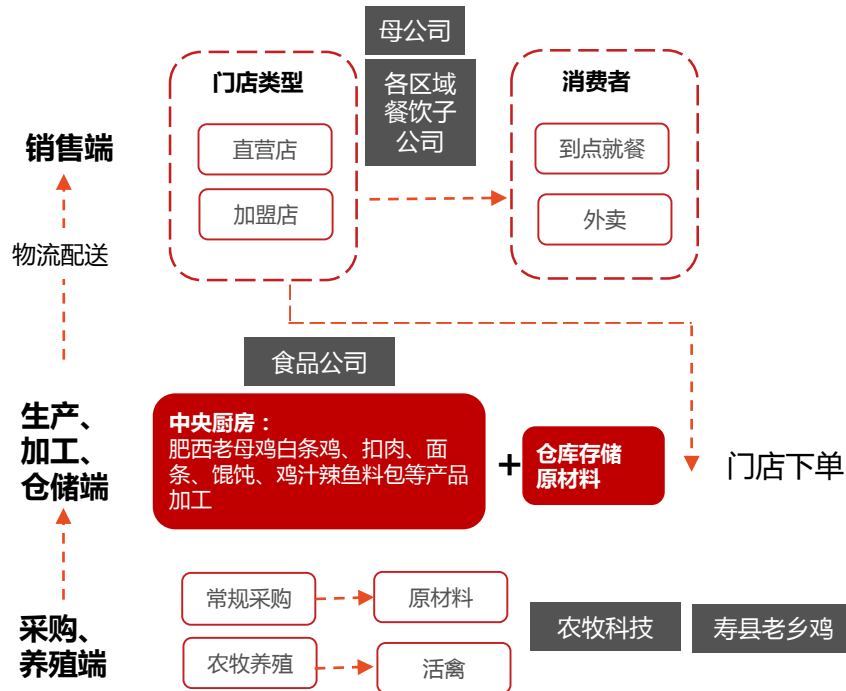 母公司
门店类型
各区域
餐饮子
公司
消费者
销售端
直营店
到点就餐
加盟店
外卖
物流配送
食品公司
生产、
加工、
仓储端
中央厨房：
肥西老母鸡白条鸡、扣肉、面
条、馄饨、鸡汁辣鱼料包等产品
加工
+
仓库存储
原材料
门店下单
采购、
养殖端
常规采购
原材料
农牧养殖
活禽
农牧科技
寿县老乡鸡